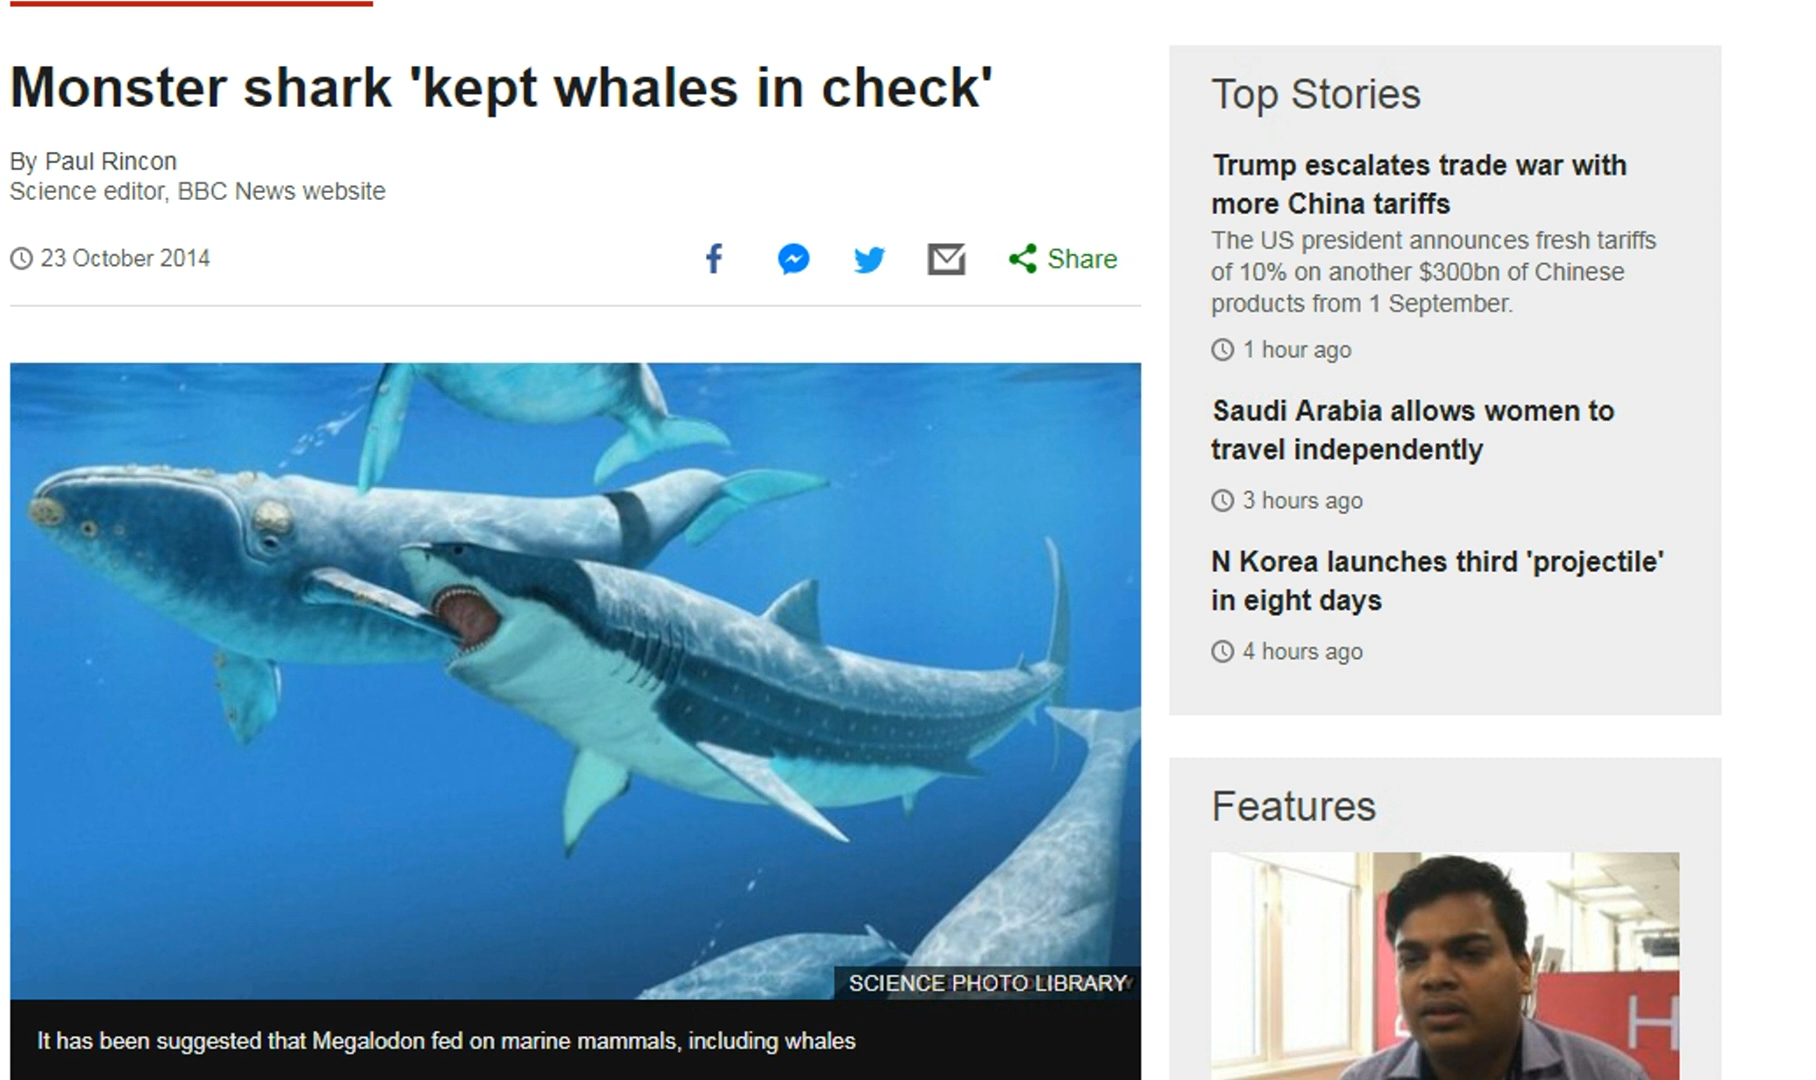 Monster shark 'kept whales in check'
By Paul Rincon
Science editor, BBC News website
23 October 2014
Share
SCIENCE PHOTO LIBRARY
It has been suggested that Megalodon fed on marine mammals, including whales
Top Stories
Trump escalates trade war with
more China tariffs
The US president announces fresh tariffs
of 10% on another $300bn of Chinese
products from 1 September.
1 hour ago
Saudi Arabia allows women to
travel independently
3 hours ago
N Korea launches third 'projectile'
in eight days
4 hours ago
Features
H